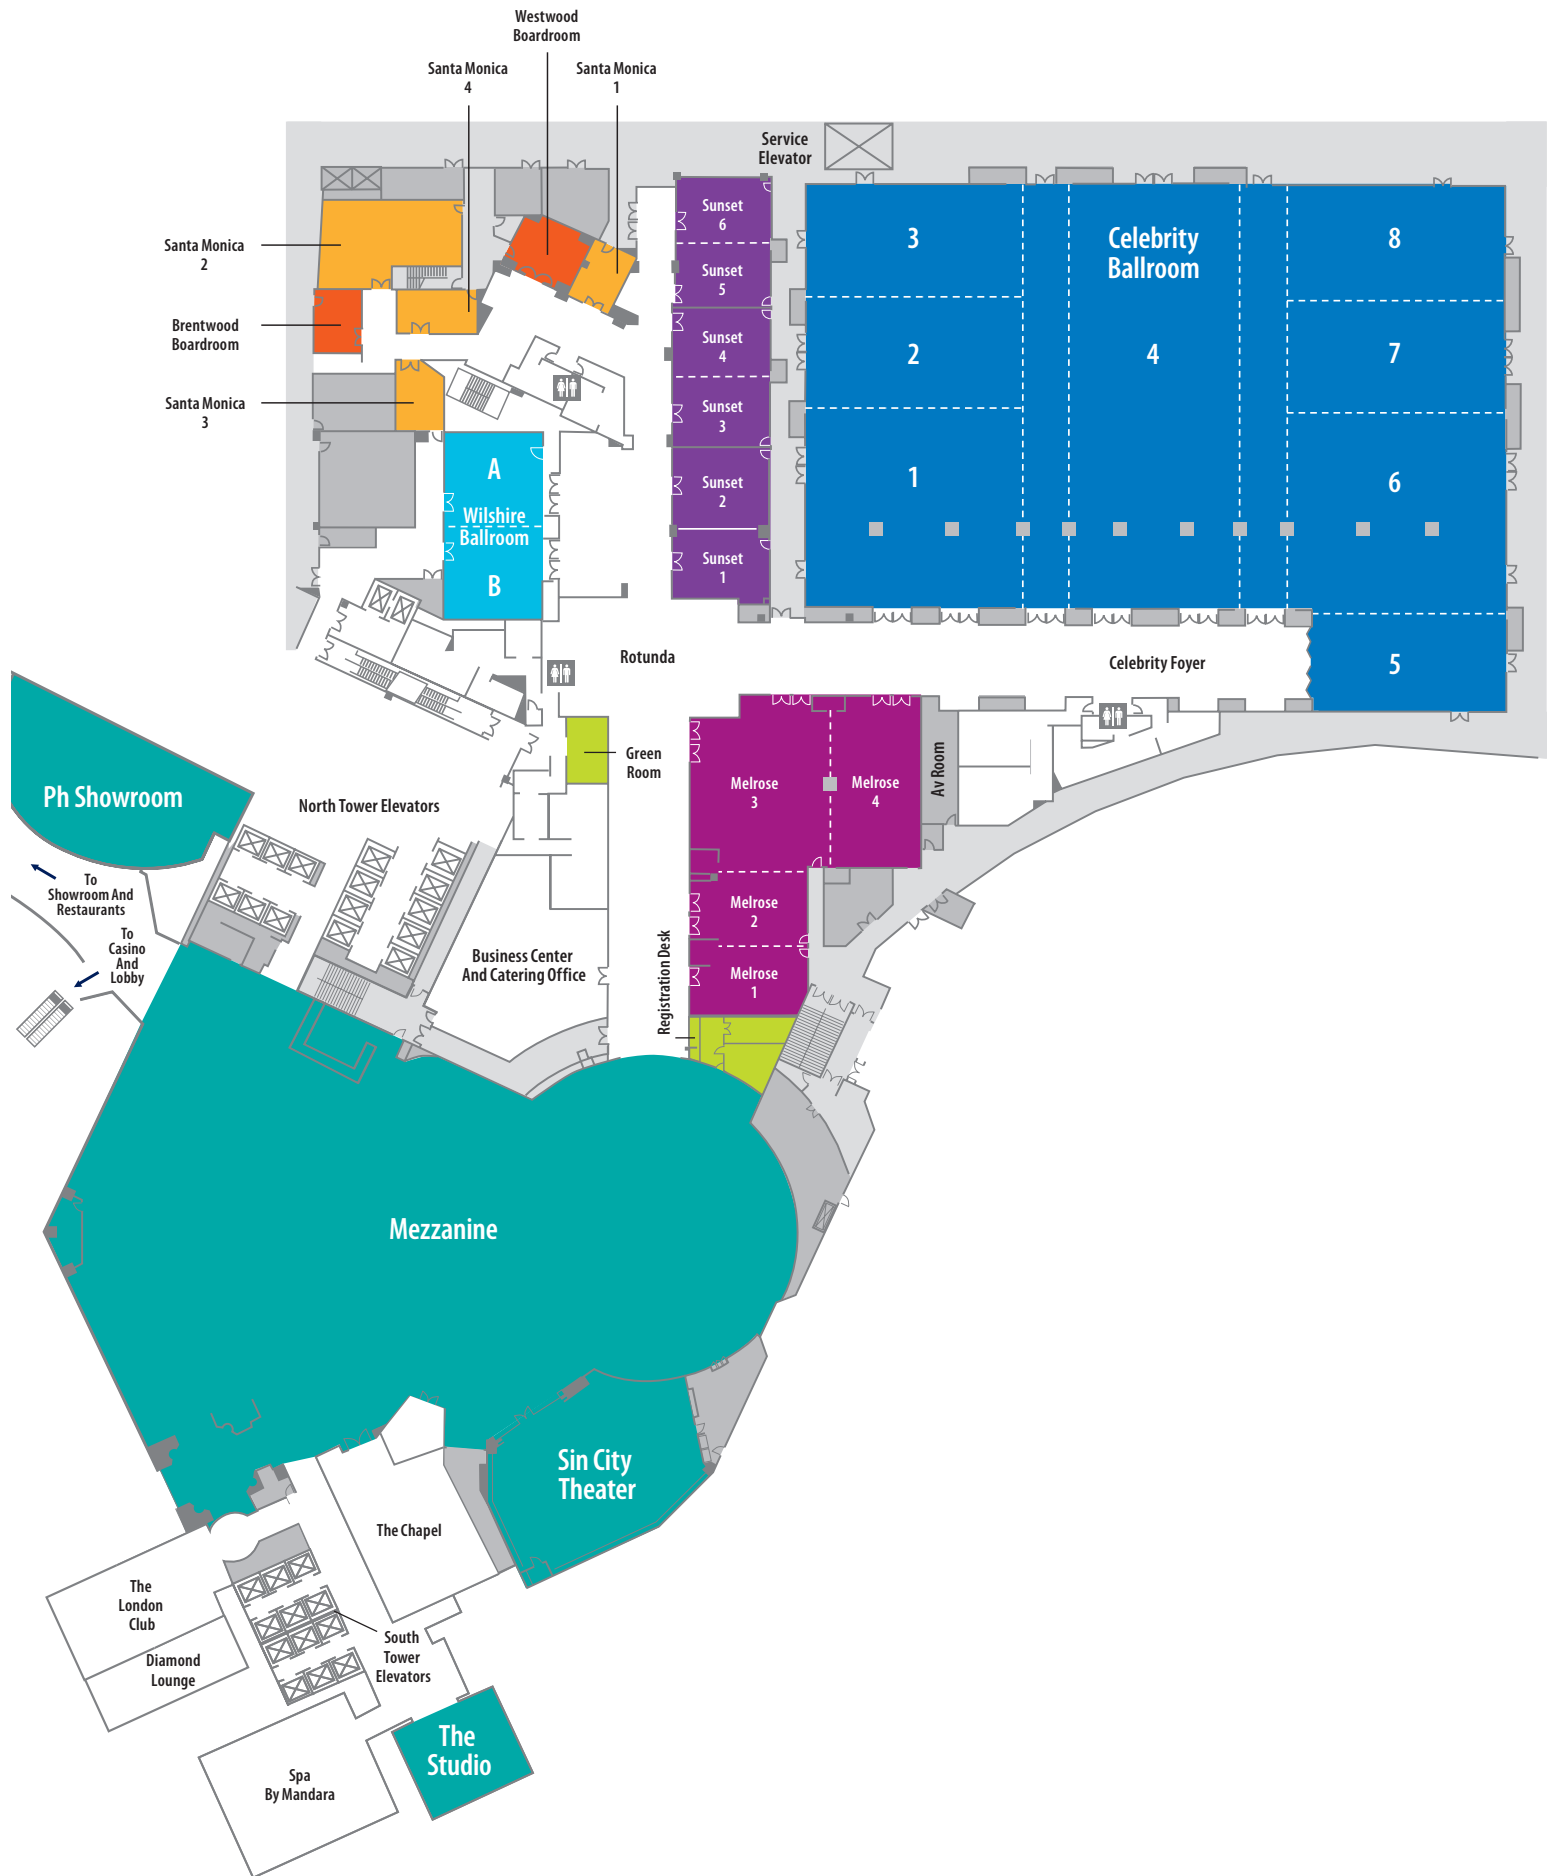 Westwood
Boardroom
Santa Monica
4
Santa Monica
1
Service
Elevator
Santa Monica
2
Brentwood
Boardroom
Santa Monica
3
Sunset
6
Sunset
5
Sunset
4
Sunset
3
Sunset
2
Sunset
1
3
Celebrity
Ballroom
8
2
4
7
1
6
5
A
Wilshire
Ballroom
B
Rotunda
Celebrity Foyer
Green
Room
Melrose
3
Melrose
4
Av Room
Melrose
2
Melrose
1
Registration Desk
Ph Showroom
North Tower Elevators
To
Showroom And
Restaurants
To
Casino
And
Lobby
Business Center
And Catering Office
Mezzanine
Sin City
Theater
The Chapel
The
London
Club
Diamond
Lounge
South
Tower
Elevators
The
Studio
Spa
By Mandara